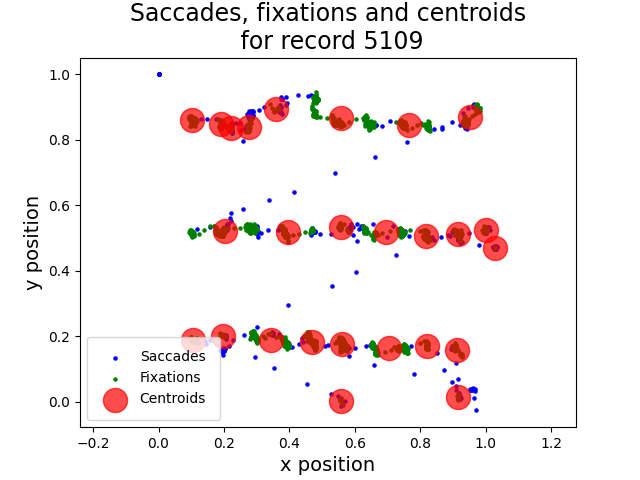 Saccades, fixations and centroids
for record 5109
1.0
0.8
0.6
0.4
0.2
0.0
y position
Saccades
Fixations
Centroids
−0.2 0.0 0.2 0.4 0.6 0.8 1.0 1.2
x position